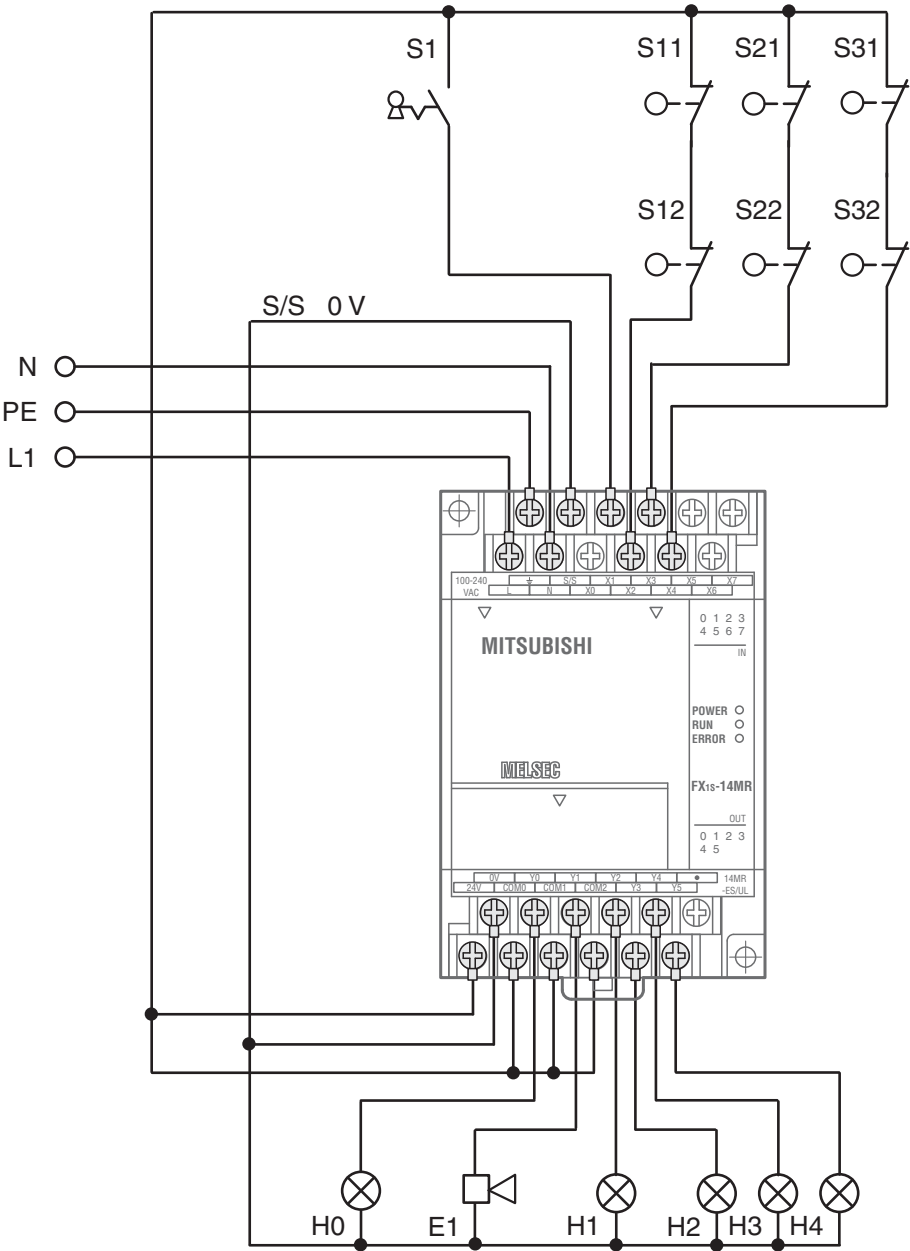 S1 S11 S21 S31
S12 S22 S32
S/S 0 V
N
PE
L1
100-240
VAC
⏚ S/S X1 X3 X5 X7
L N X0 X2 X4 X6
MITSUBISHI
0 1 2 3
4 5 6 7
IN
POWER
RUN
ERROR
MELSEC
FX1S-14MR
OUT
0 1 2 3
4 5
0V Y0 Y1 Y2 Y4 •
24V COM0 COM1 COM2 Y3 Y5
14MR
-ES/UL
H0 E1 H1 H2 H3 H4